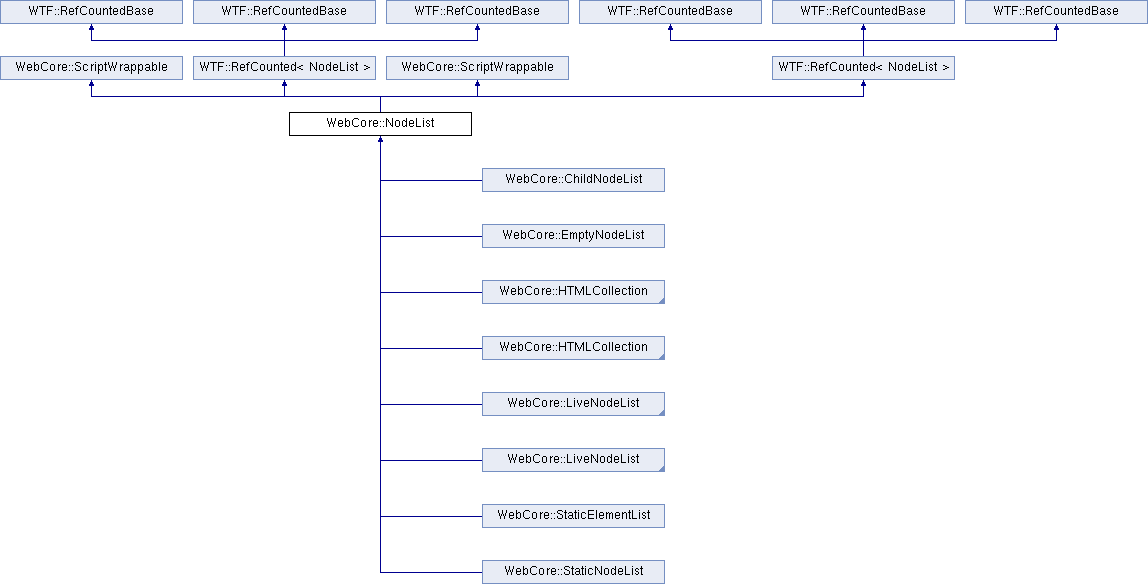 WTF::RefCountedBase WTF::RefCountedBase WTF::RefCountedBase WTF::RefCountedBase WTF::RefCountedBase WTF::RefCountedBase
WebCore::ScriptWrappable WTF::RefCounted< NodeList > WebCore::ScriptWrappable WTF::RefCounted< NodeList >
WebCore::NodeList
WebCore::ChildNodeList
WebCore::EmptyNodeList
WebCore::HTMLCollection
WebCore::HTMLCollection
WebCore::LiveNodeList
WebCore::LiveNodeList
WebCore::StaticElementList
WebCore::StaticNodeList